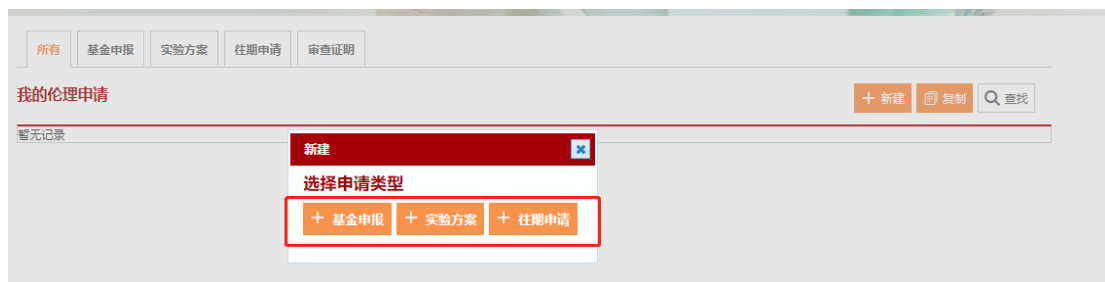 所有 基金申报 实验方案 往期申请 审查证明
我的伦理申请
新建 复制 查找
暂无记录
新建
选择申请类型
基金申报 实验方案 往期申请